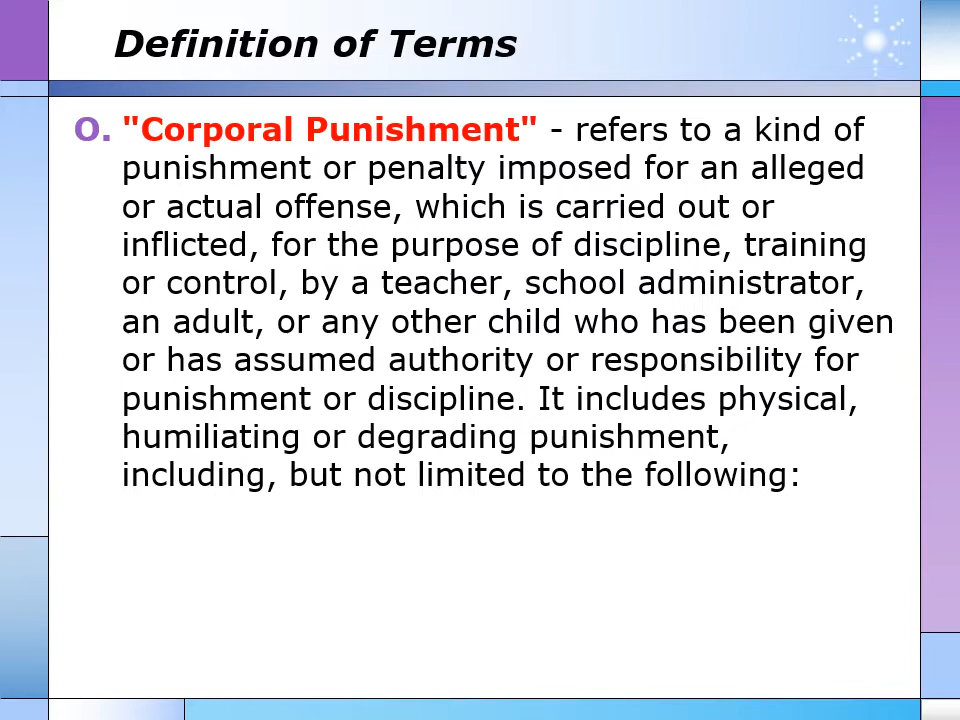 Definition of Terms
O. "Corporal Punishment" - refers to a kind of
punishment or penalty imposed for an alleged
or actual offense, which is carried out or
inflicted, for the purpose of discipline, training
or control, by a teacher, school administrator,
an adult, or any other child who has been given
or has assumed authority or responsibility for
punishment or discipline. It includes physical,
humiliating or degrading punishment,
including, but not limited to the following: